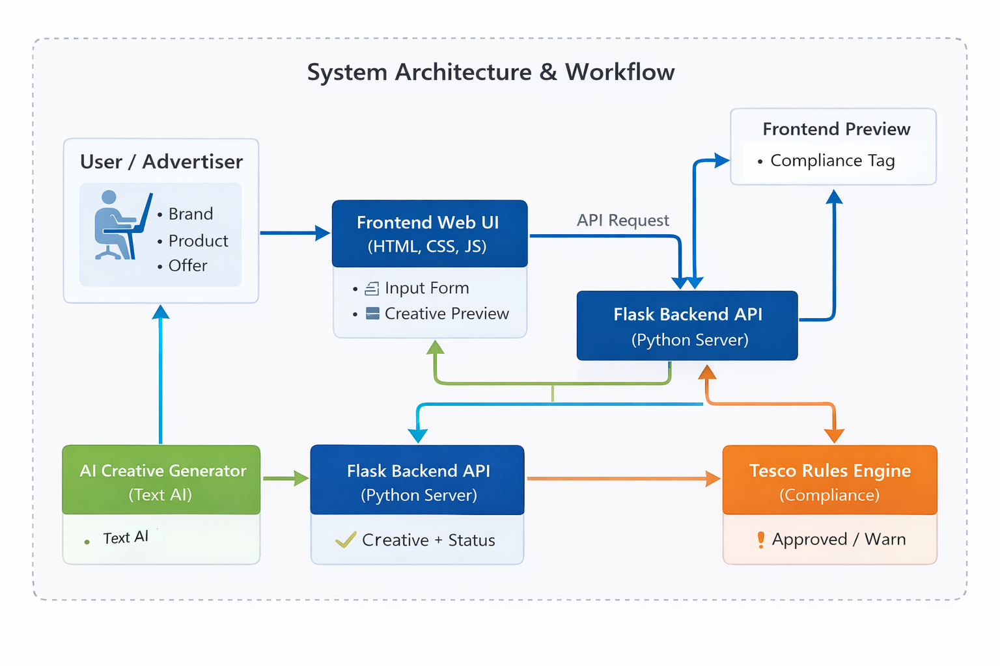 System Architecture & Workflow
User / Advertiser
• Brand
• Product
• Offer
Frontend Web UI
(HTML, CSS, JS)
• Input Form
• Creative Preview
API Request
Frontend Preview
• Compliance Tag
Flask Backend API
(Python Server)
AI Creative Generator
(Text AI)
• Text AI
Flask Backend API
(Python Server)
Creative + Status
Tesco Rules Engine
(Compliance)
Approved / Warn